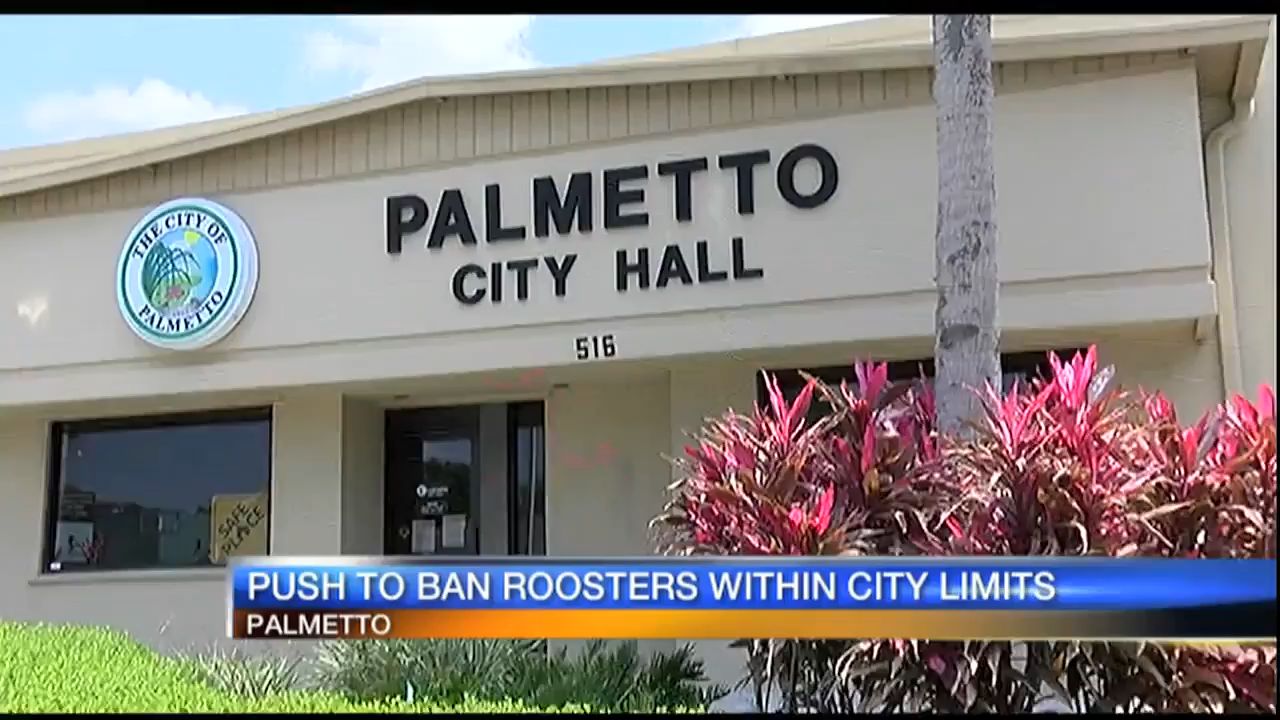 THE CITY OF
PALMETTO
PALMETTO
CITY HALL
516
SAFE
PLACE
PUSH TO BAN ROOSTERS WITHIN CITY LIMITS
PALMETTO